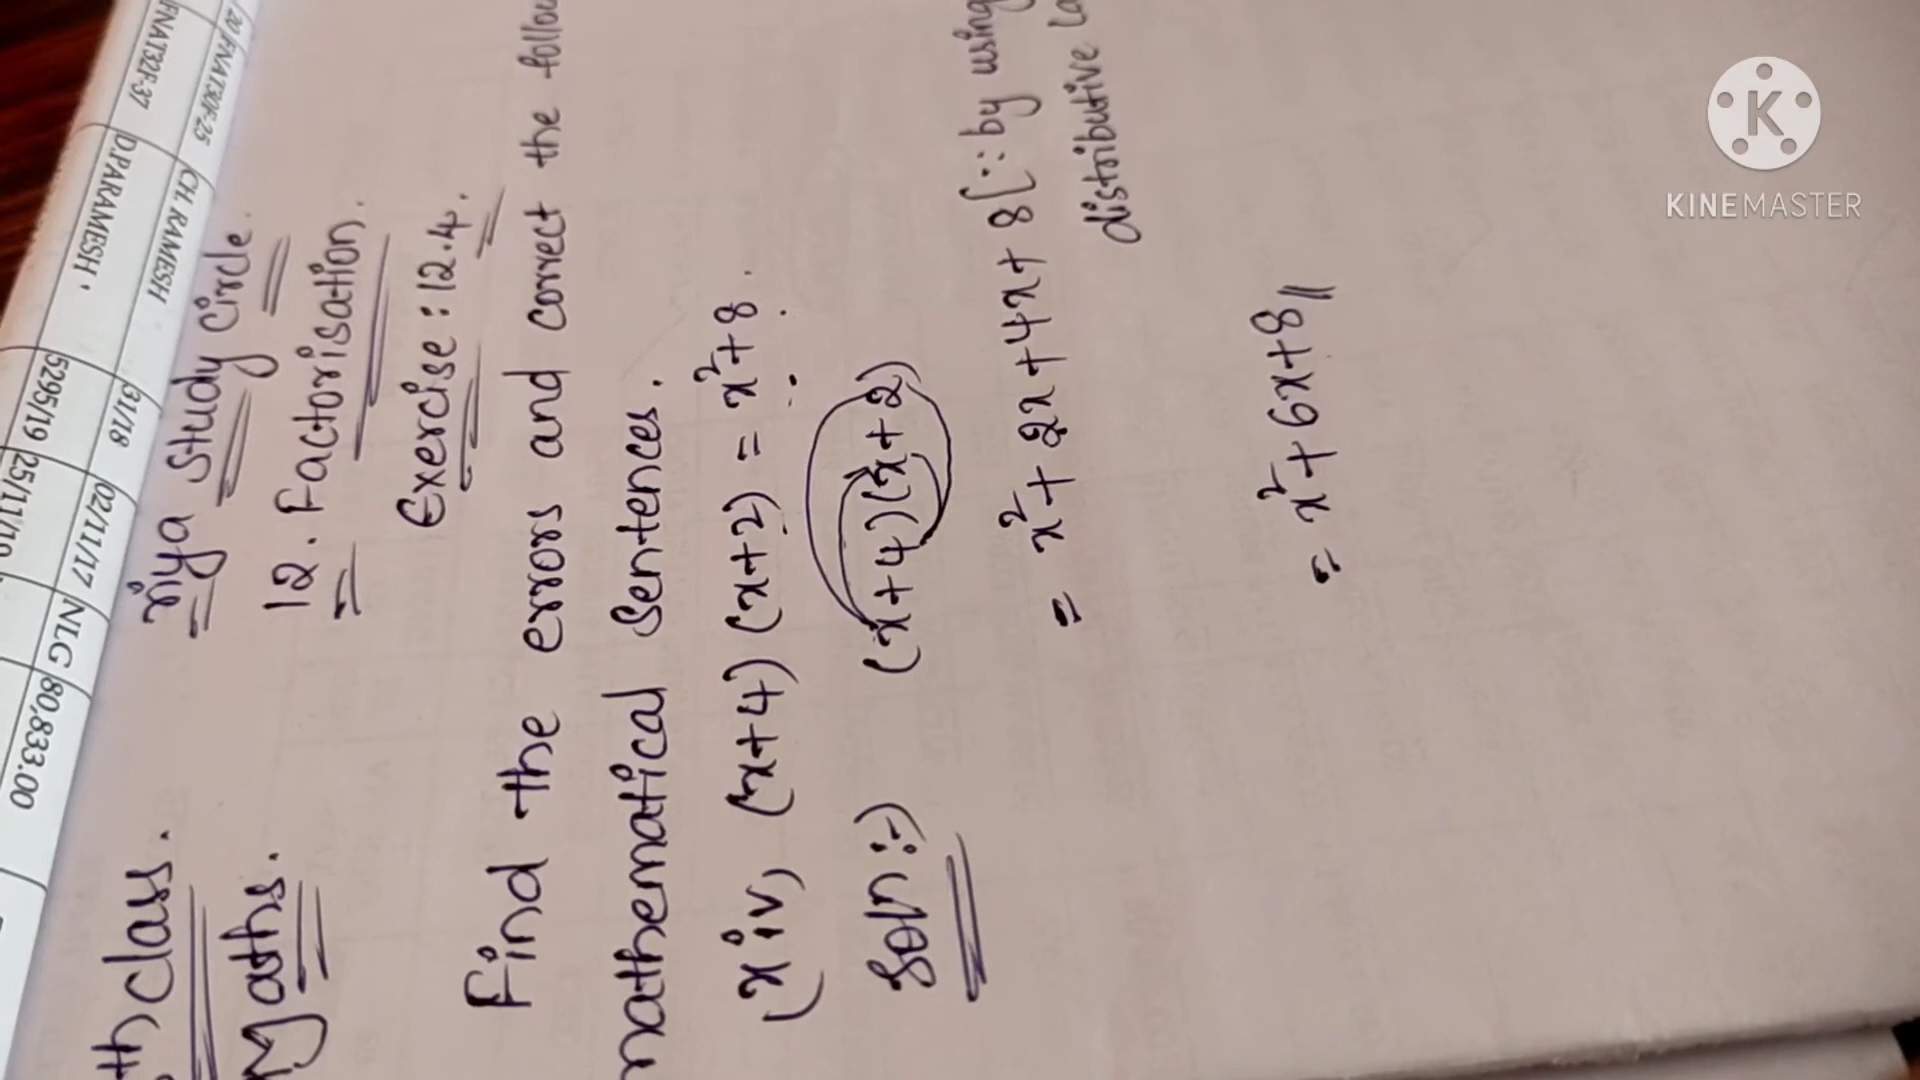 th class.
maths.
riya study circle.
12. Factorisation.
Exercise: 12.4.
Find the errors and correct the follow
mathematical sentences.
(xiv, (x+4)(x+2) = x²+8.
Soln:-) (x+4)(x+2)
= x²+2x+4x+8[∵by using
distributive la
= x²+6x+8//
20 FNAT30F-25 CH. RAMESH 31/18 02/11/17 NLG 80,833.00
FNAT32F-37 D.PARAMESH 5295/19 25/11/19
K
KINEMASTER